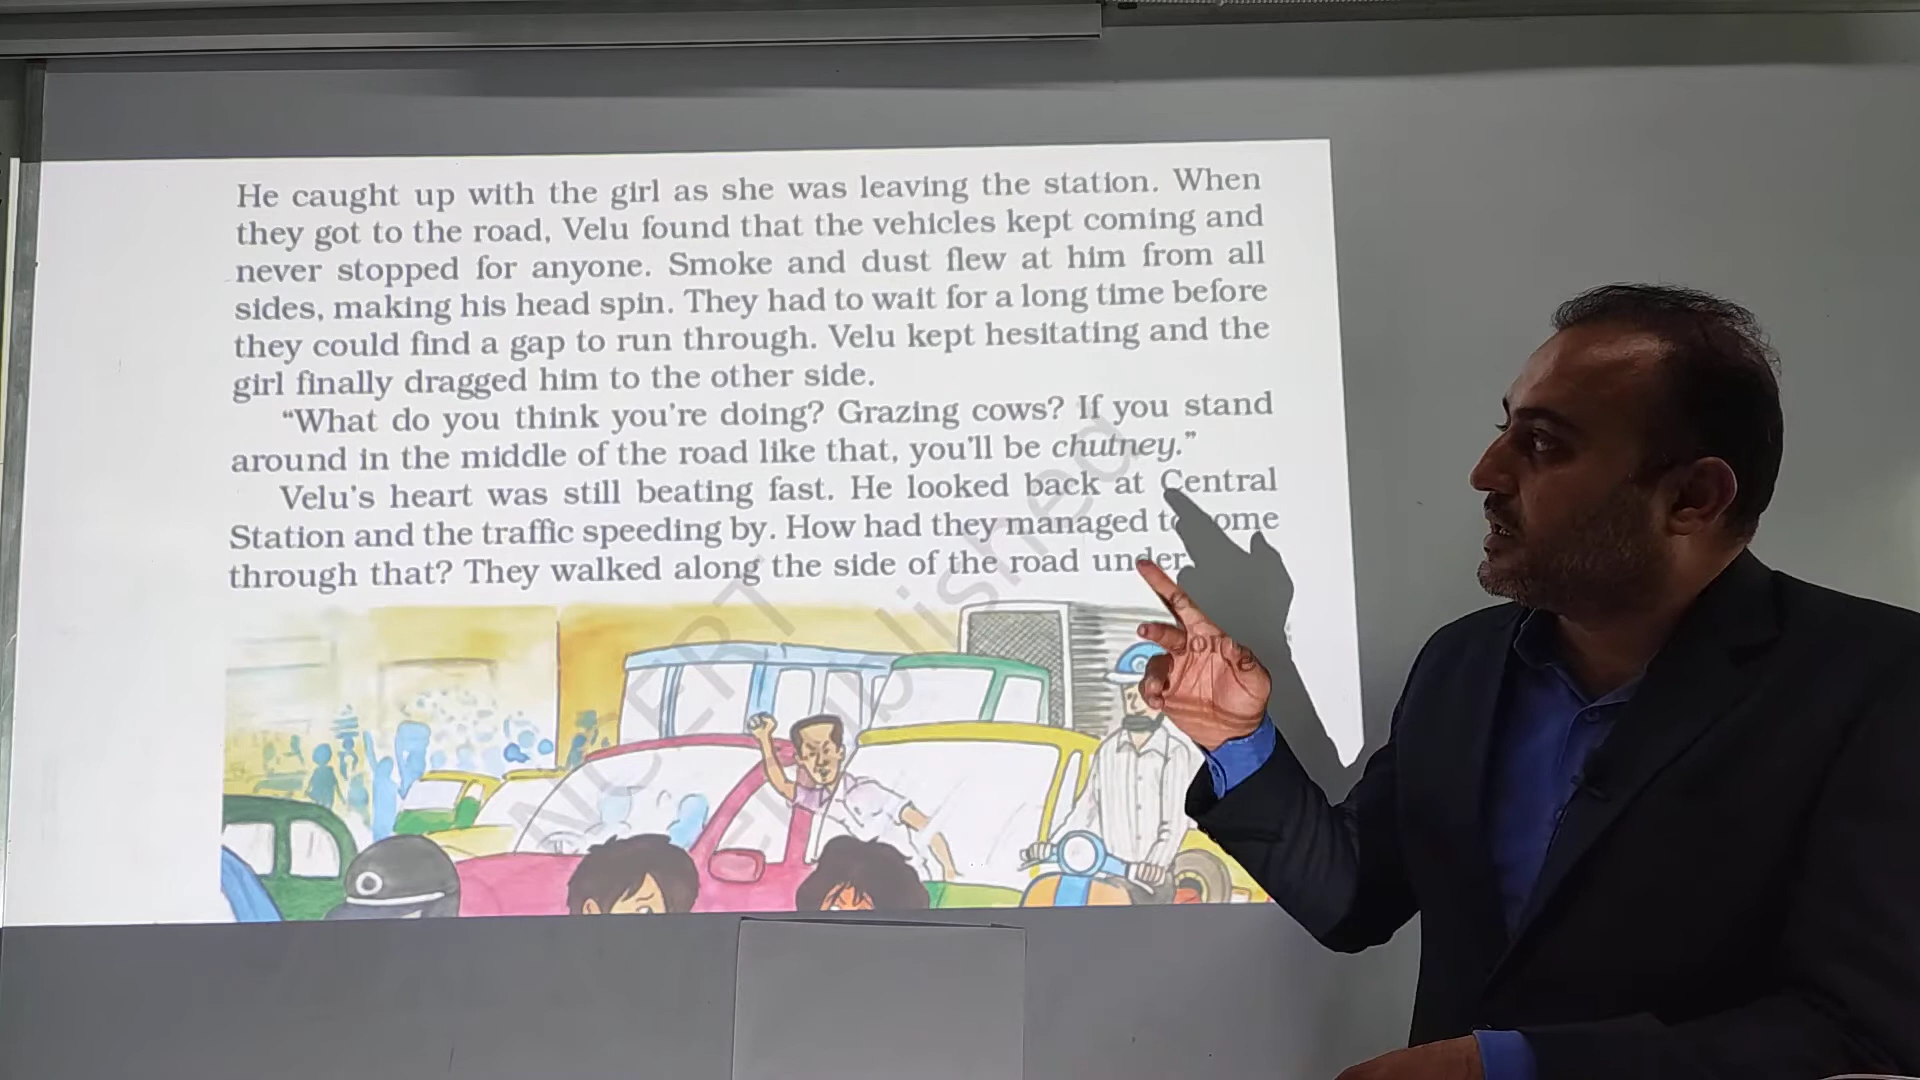 He caught up with the girl as she was leaving the station. When
they got to the road, Velu found that the vehicles kept coming and
never stopped for anyone. Smoke and dust flew at him from all
sides, making his head spin. They had to wait for a long time before
they could find a gap to run through. Velu kept hesitating and the
girl finally dragged him to the other side.
“What do you think you’re doing? Grazing cows? If you stand
around in the middle of the road like that, you’ll be chutney.”
Velu’s heart was still beating fast. He looked back at Central
Station and the traffic speeding by. How had they managed to come
through that? They walked along the side of the road under
NCERT